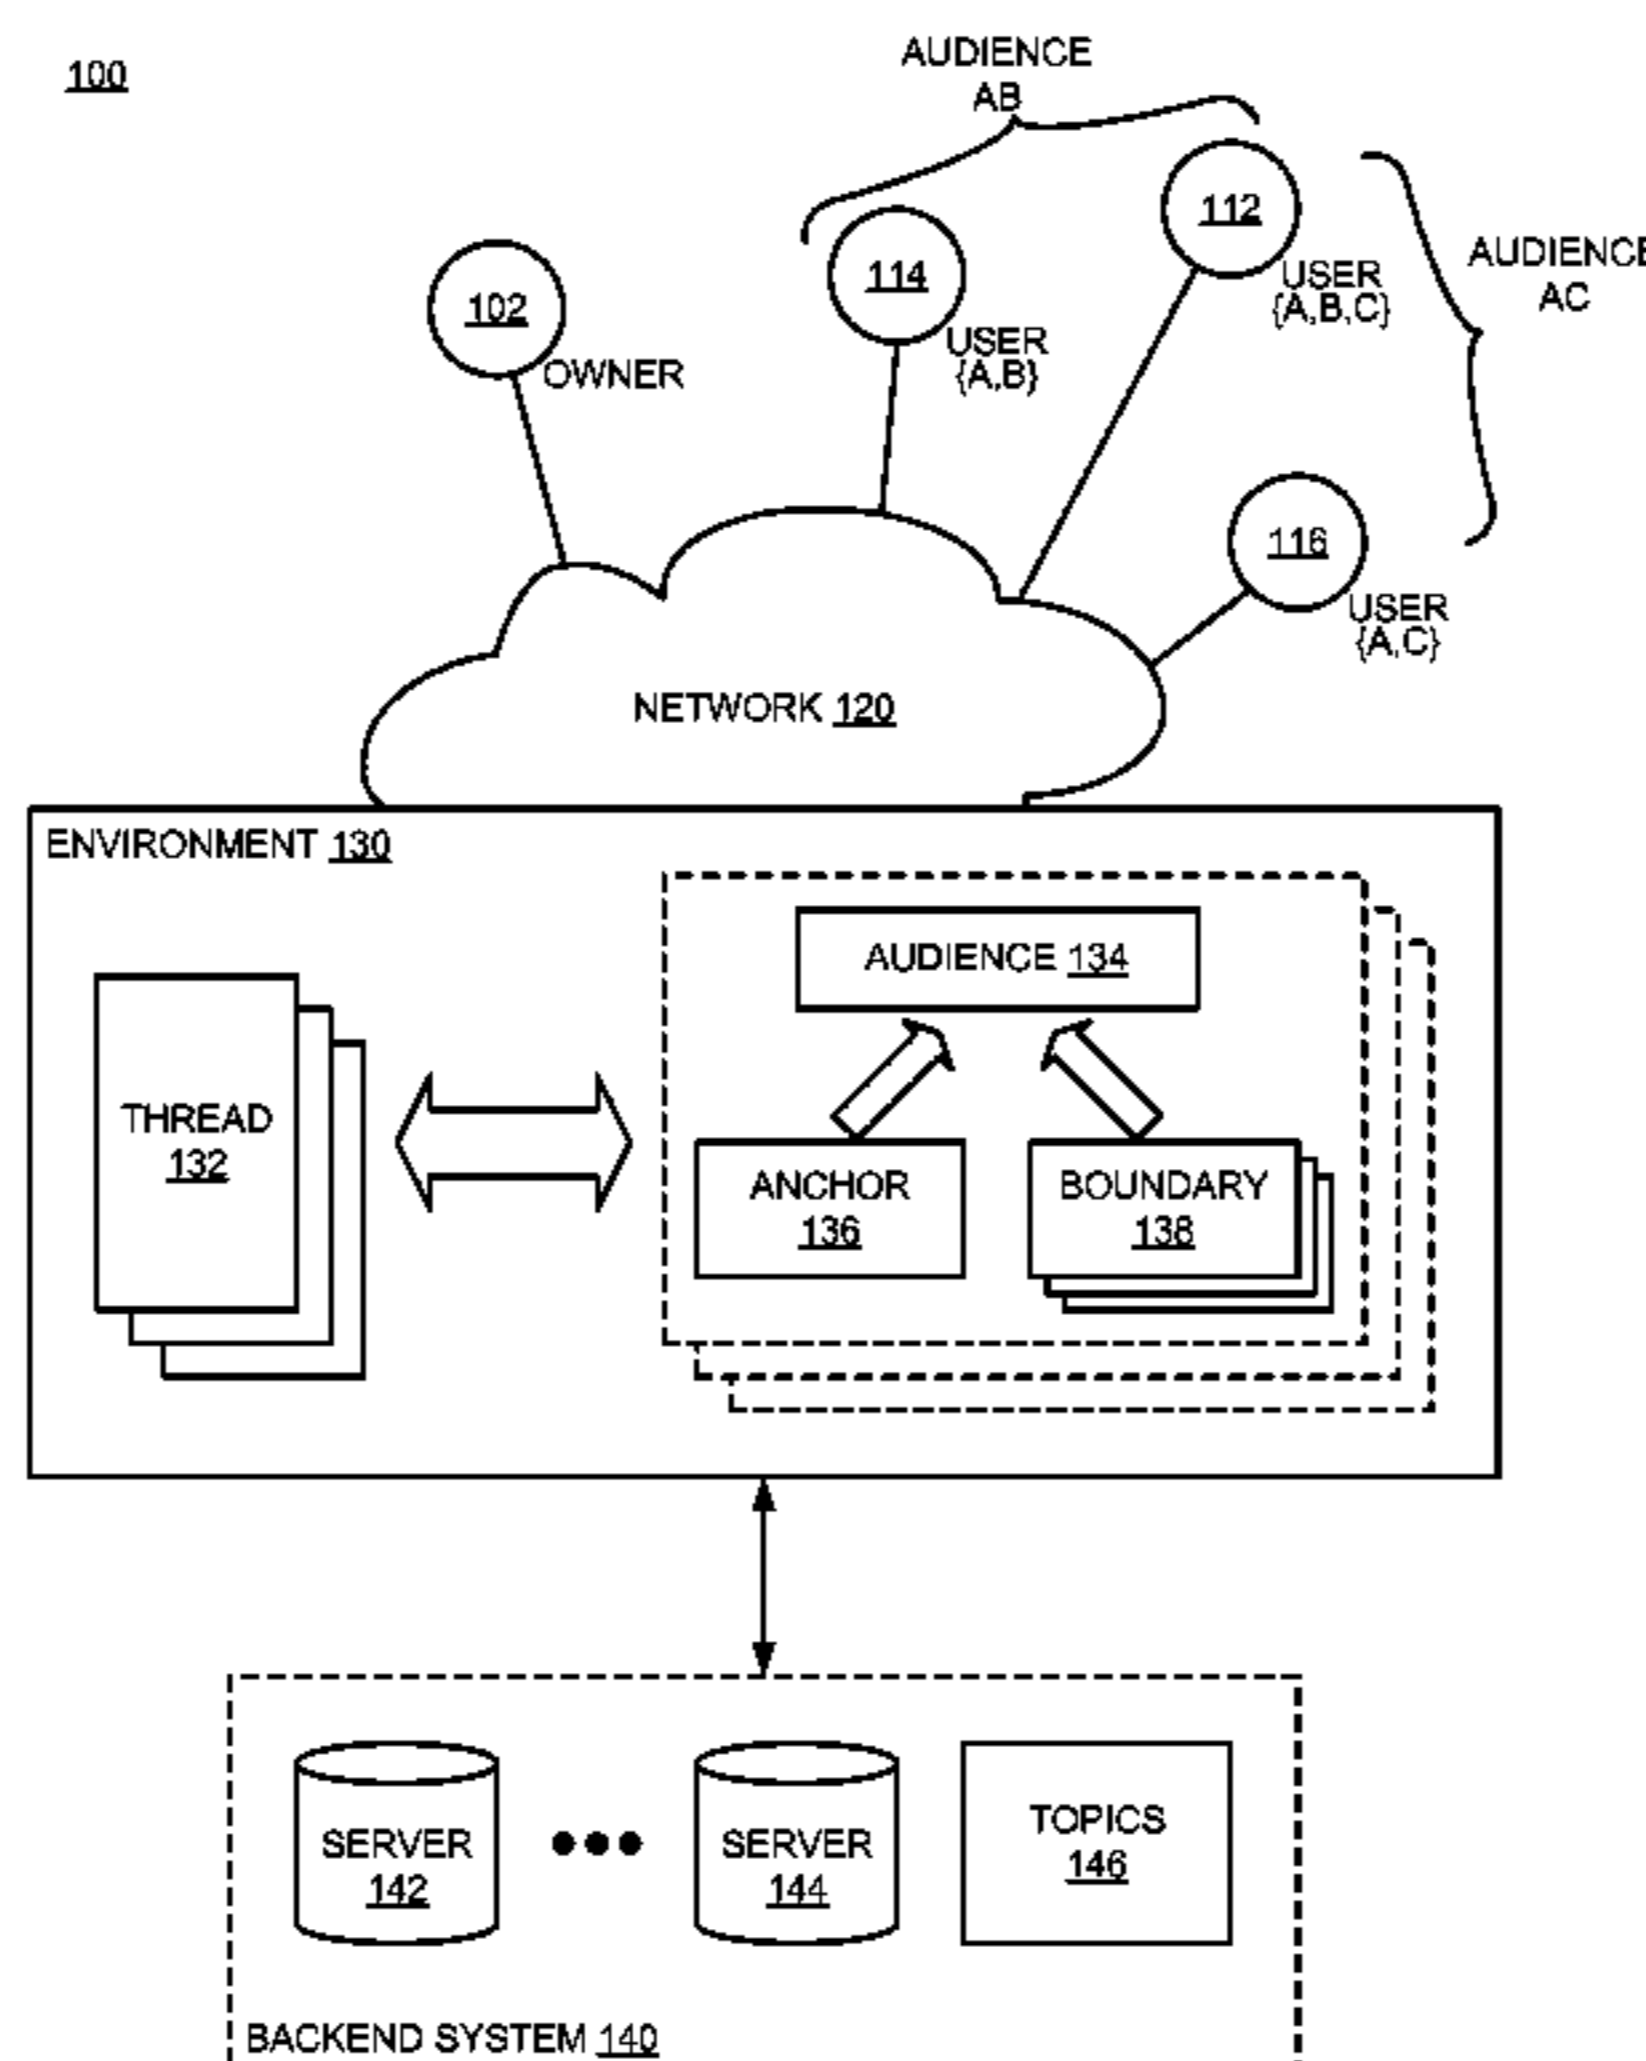 100
AUDIENCE
AB
112
USER
{A,B,C}
AUDIENCE
AC
114
USER
{A,B}
102
OWNER
116
USER
{A,C}
NETWORK 120
ENVIRONMENT 130
AUDIENCE 134
THREAD
132
ANCHOR
136
BOUNDARY
138
SERVER
142
SERVER
144
TOPICS
146
BACKEND SYSTEM 140